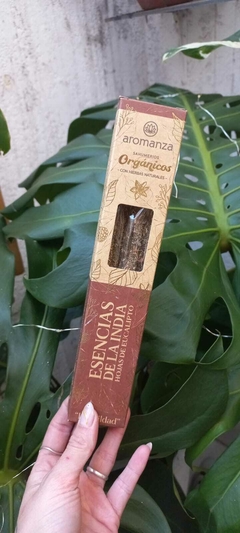 aromanza
SAHUMERIOS
Orgánicos
CON HIERBAS NATURALES
ESENCIAS
DE LA INDIA
HOJAS DE EUCALIPTO